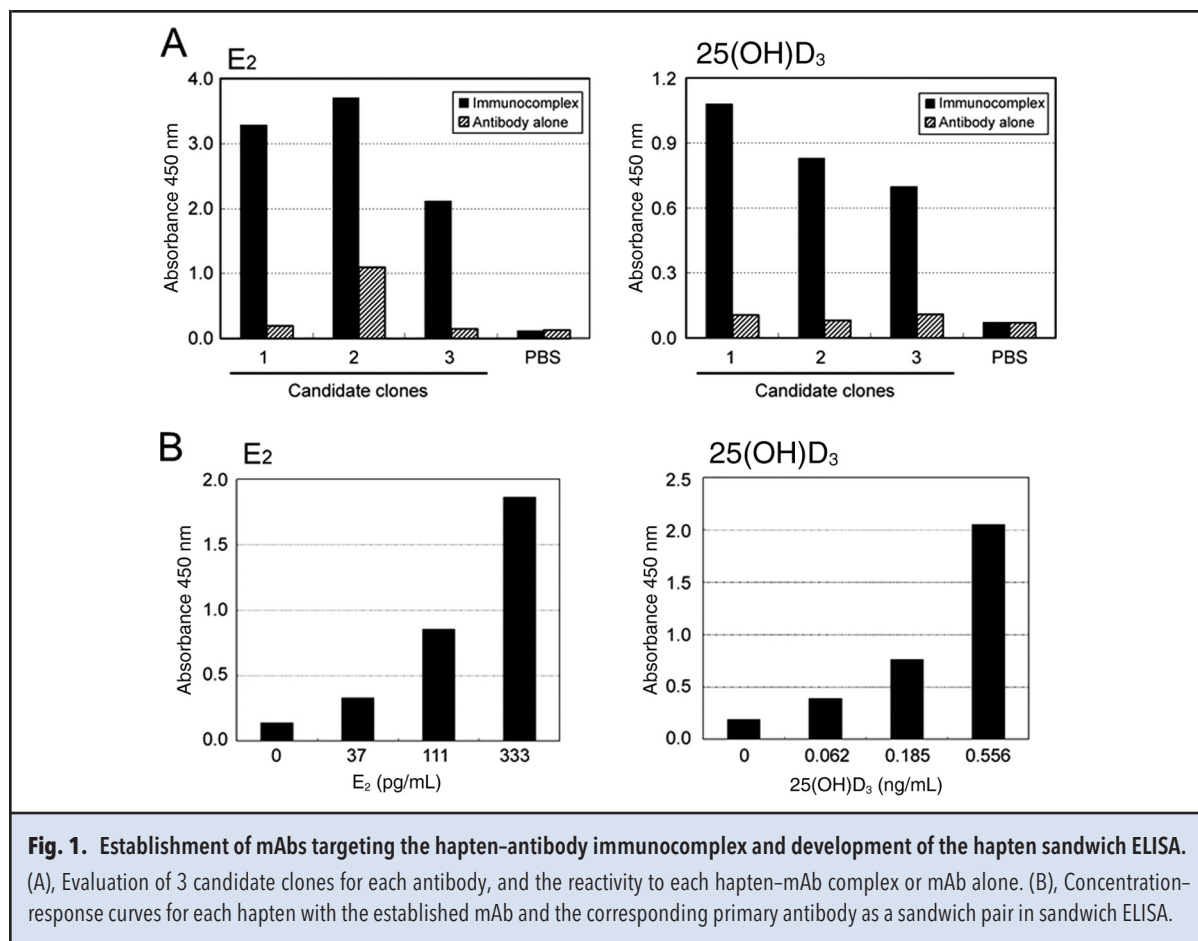 A
E₂
Absorbance 450 nm
4.0
3.0
2.0
1.0
0.0
Immunocomplex
Antibody alone
1 2 3 PBS
Candidate clones
25(OH)D₃
Absorbance 450 nm
1.2
0.9
0.6
0.3
0.0
Immunocomplex
Antibody alone
1 2 3 PBS
Candidate clones
B
E₂
Absorbance 450 nm
2.0
1.5
1.0
0.5
0.0
0 37 111 333
E₂ (pg/mL)
25(OH)D₃
Absorbance 450 nm
2.5
2.0
1.5
1.0
0.5
0.0
0 0.062 0.185 0.556
25(OH)D₃ (ng/mL)
Fig. 1. Establishment of mAbs targeting the hapten–antibody immunocomplex and development of the hapten sandwich ELISA.
(A), Evaluation of 3 candidate clones for each antibody, and the reactivity to each hapten–mAb complex or mAb alone. (B), Concentration–
response curves for each hapten with the established mAb and the corresponding primary antibody as a sandwich pair in sandwich ELISA.